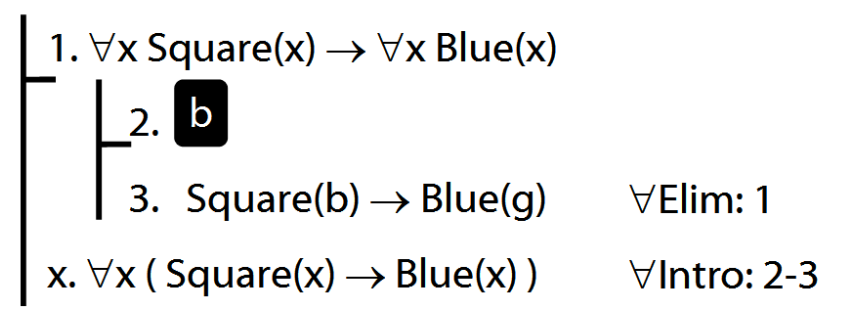 1. ∀x Square(x) → ∀x Blue(x)
2. b
3. Square(b) → Blue(g) ∀Elim: 1
x. ∀x ( Square(x) → Blue(x) ) ∀Intro: 2-3